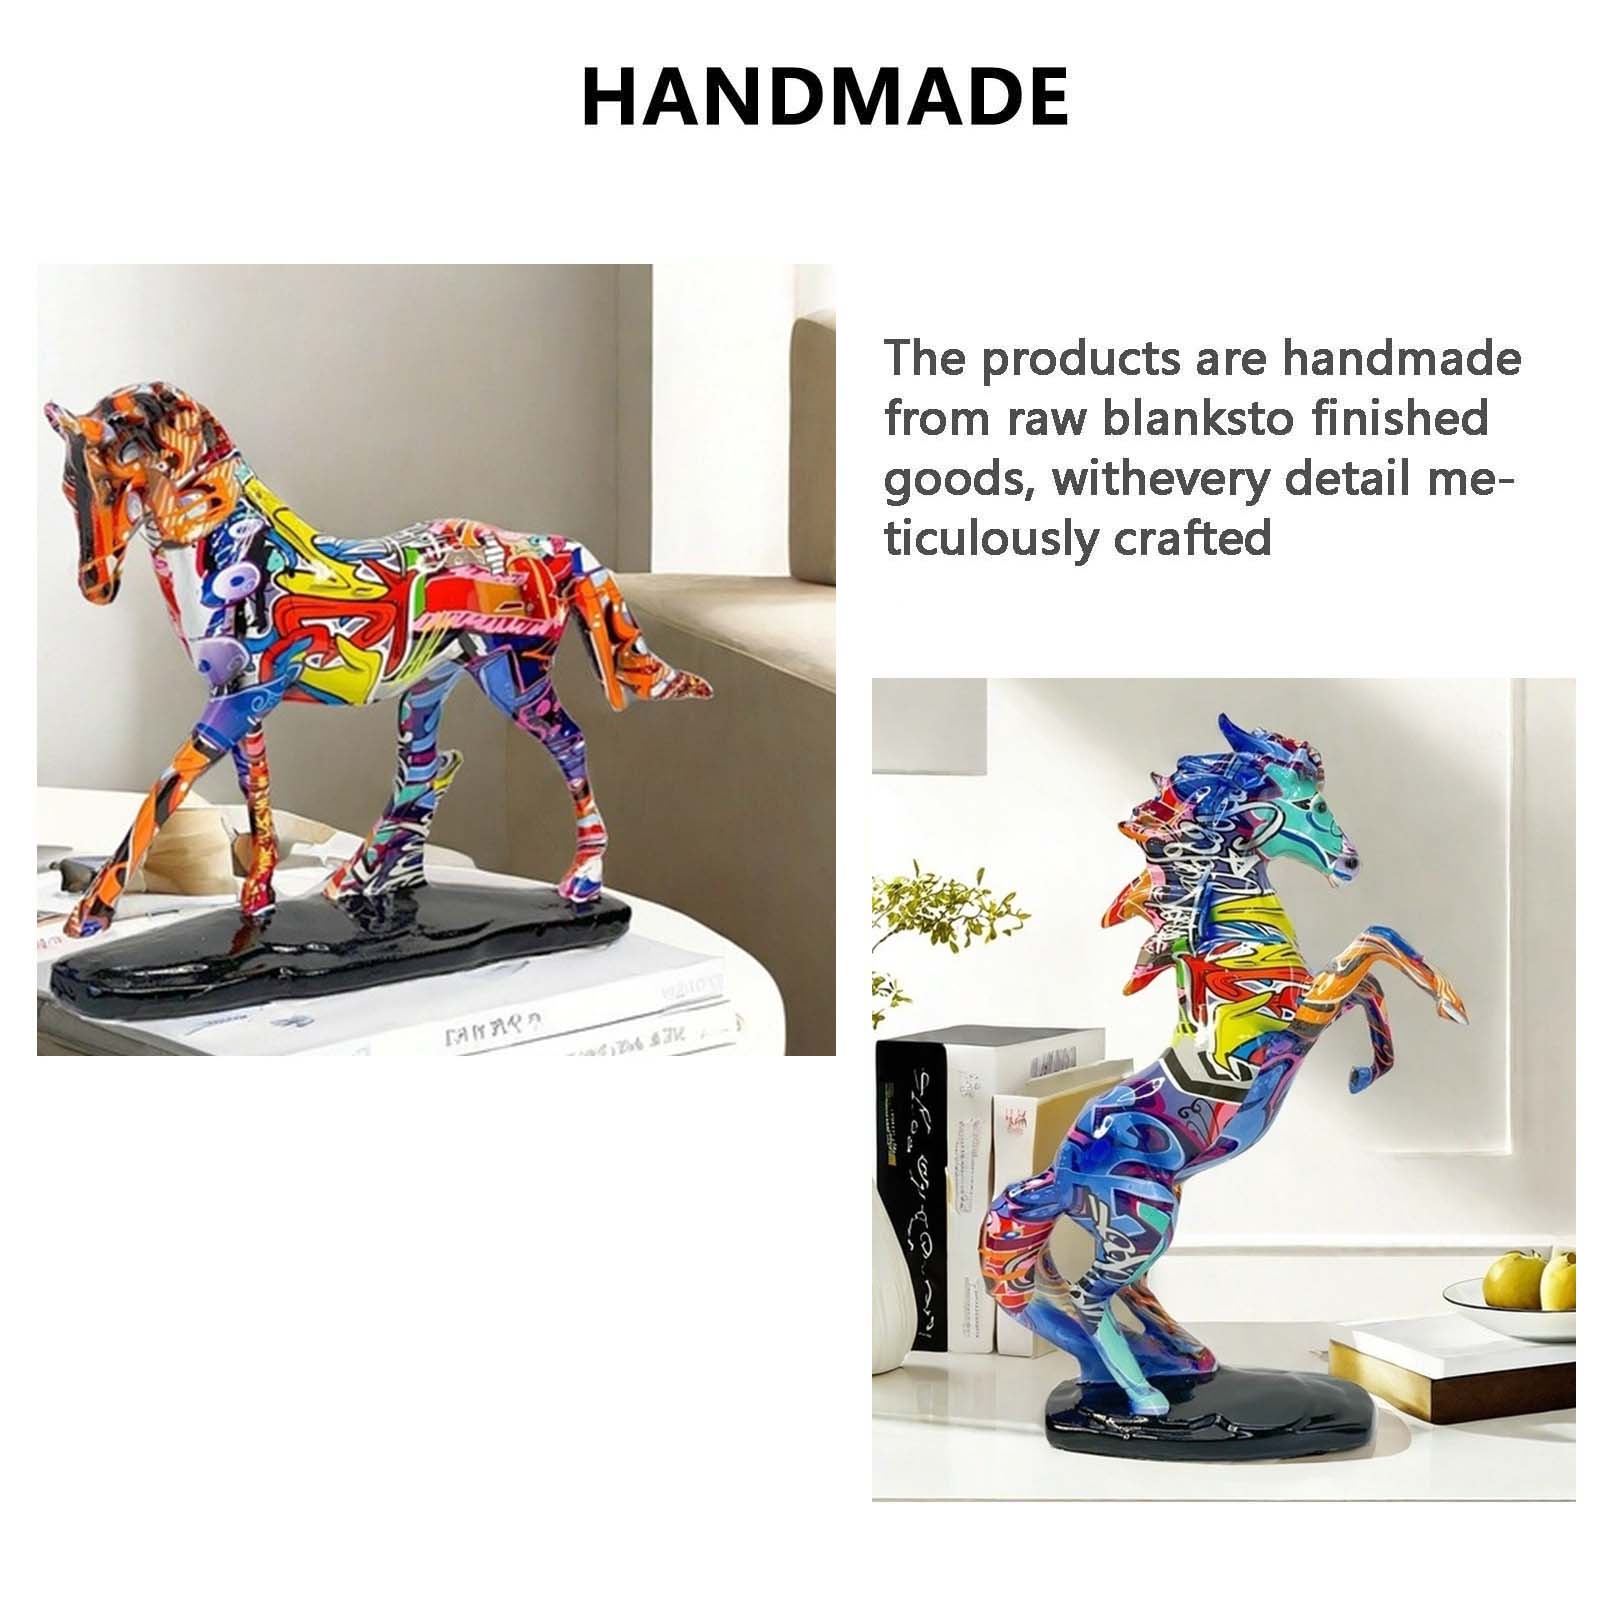 HANDMADE
The products are handmade
from raw blanksto finished
goods, withevery detail me-
ticulously crafted